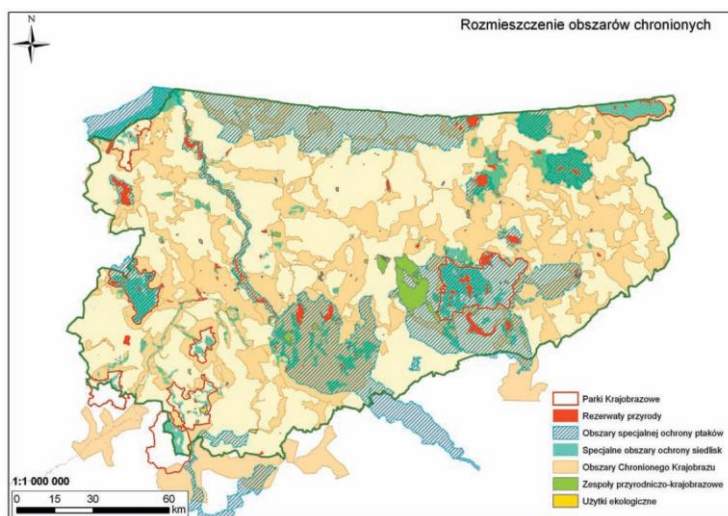 Rozmieszczenie obszarów chronionych
N
Parki Krajobrazowe
Rezerwaty przyrody
Obszary specjalnej ochrony ptaków
Specjalne obszary ochrony siedlisk
Obszary Chronionego Krajobrazu
Zespoły przyrodniczo-krajobrazowe
Użytki ekologiczne
1:1 000 000
0 15 30 60
km